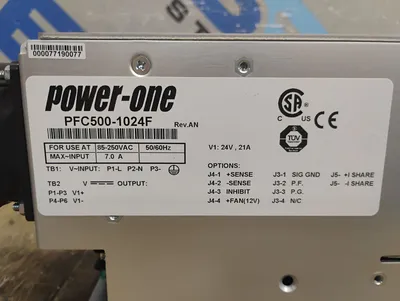 000077190077
power-one
PFC500-1024F Rev.AN
FOR USE AT 85-250VAC 50/60Hz
MAX-INPUT 7.0 A
V1: 24V, 21A
TB1: V~INPUT: P1-L P2-N P3-
TB2 V OUTPUT:
P1-P3 V1+
P4-P6 V1-
OPTIONS:
J4-1 +SENSE J3-1 SIG GND J5- +I SHARE
J4-2 -SENSE J3-2 P.F. J5- -I SHARE
J4-3 INHIBIT J3-3 P.G.
J4-4 +FAN(12V) J3-4 N/C
C US
CE
TÜV